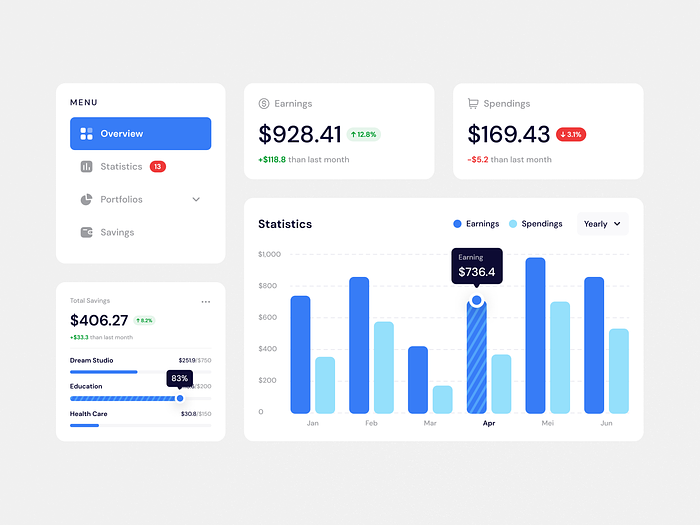 MENU
Overview
Statistics 13
Portfolios
Savings
Earnings
$928.41 ↑ 12.8%
+$118.8 than last month
Spendings
$169.43 ↓ 3.1%
-$5.2 than last month
Total Savings
$406.27 ↑ 8.2%
+$33.3 than last month
Dream Studio $251.9/$750
83%
Education /$200
Health Care $30.8/$150
Statistics
Earnings Spendings Yearly
$1,000
$800
$600
$400
$200
0
Earning
$736.4
Jan Feb Mar Apr Mei Jun